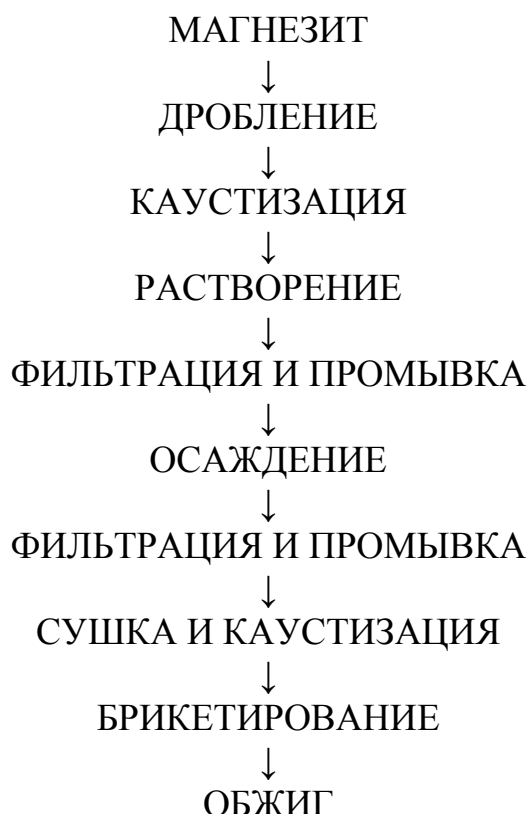 МАГНЕЗИТ
↓
ДРОБЛЕНИЕ
↓
КАУСТИЗАЦИЯ
↓
РАСТВОРЕНИЕ
↓
ФИЛЬТРАЦИЯ И ПРОМЫВКА
↓
ОСАЖДЕНИЕ
↓
ФИЛЬТРАЦИЯ И ПРОМЫВКА
↓
СУШКА И КАУСТИЗАЦИЯ
↓
БРИКЕТИРОВАНИЕ
↓
ОБЖИГ